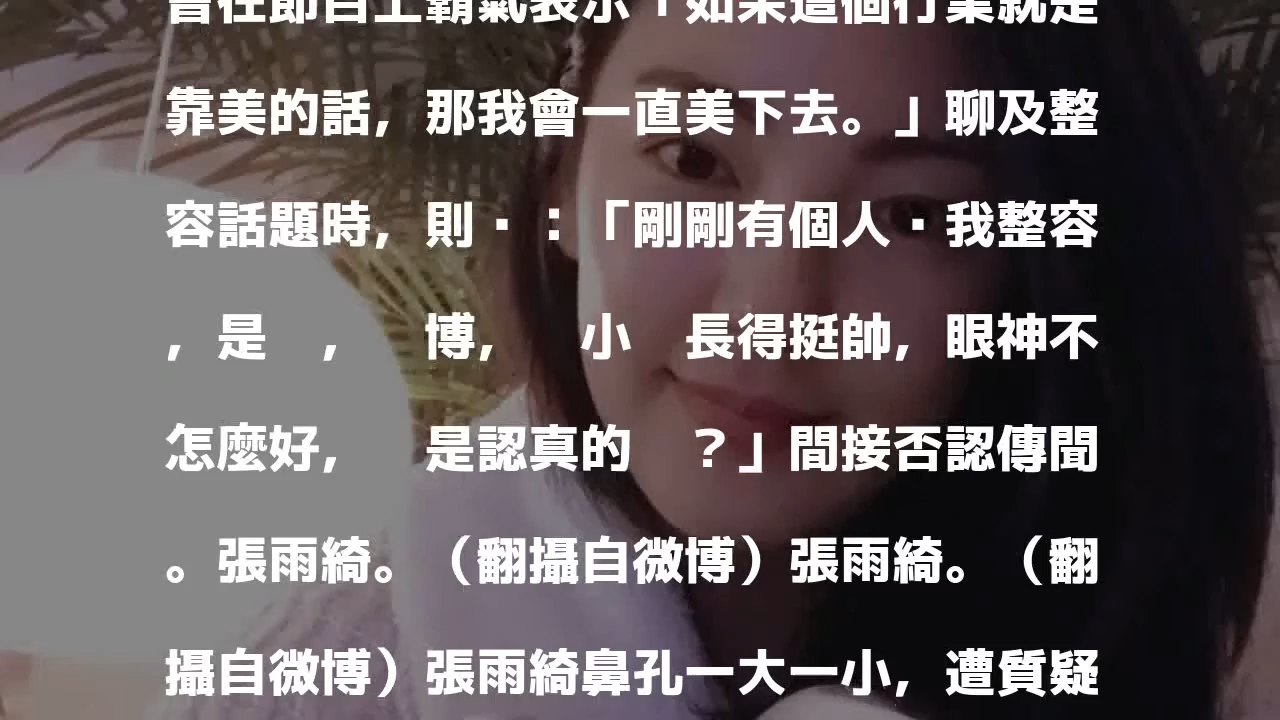 會在節目上霸氣表示「如果這個行業就是
靠美的話，那我會一直美下去。」聊及整
容話題時，則·：「剛剛有個人·我整容
，是　，　博，　小　長得挺帥，眼神不
怎麼好，　是認真的　？」間接否認傳聞
。張雨綺。（翻攝自微博）張雨綺。（翻
攝自微博）張雨綺鼻孔一大一小，遭質疑